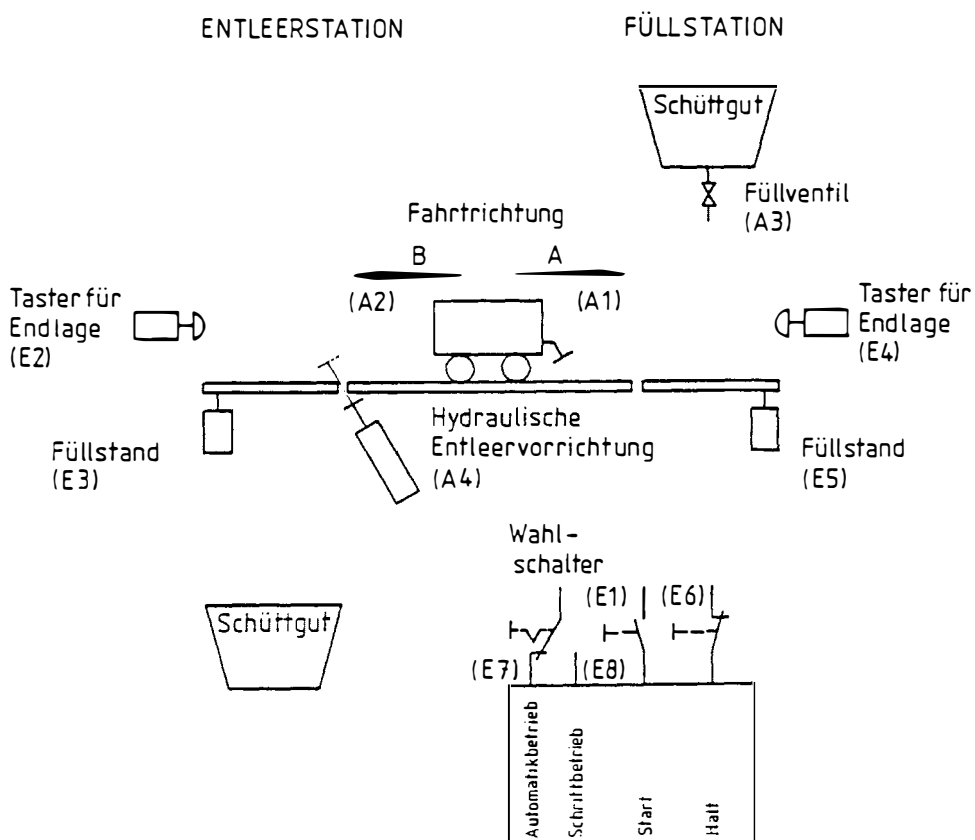 ENTLEERSTATION
FÜLLSTATION
Schüttgut
Füllventil
(A3)
Fahrtrichtung
B
A
(A2)
(A1)
Taster für
Endlage
(E2)
Taster für
Endlage
(E4)
Füllstand
(E3)
Hydraulische
Entleervorrichtung
(A4)
Füllstand
(E5)
Wahl-
schalter
(E1)
(E6)
Schüttgut
(E7)
(E8)
Automatikbetrieb
Schrittbetrieb
Start
Halt